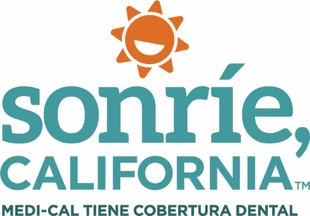 sonríe,
CALIFORNIA™
MEDI-CAL TIENE COBERTURA DENTAL